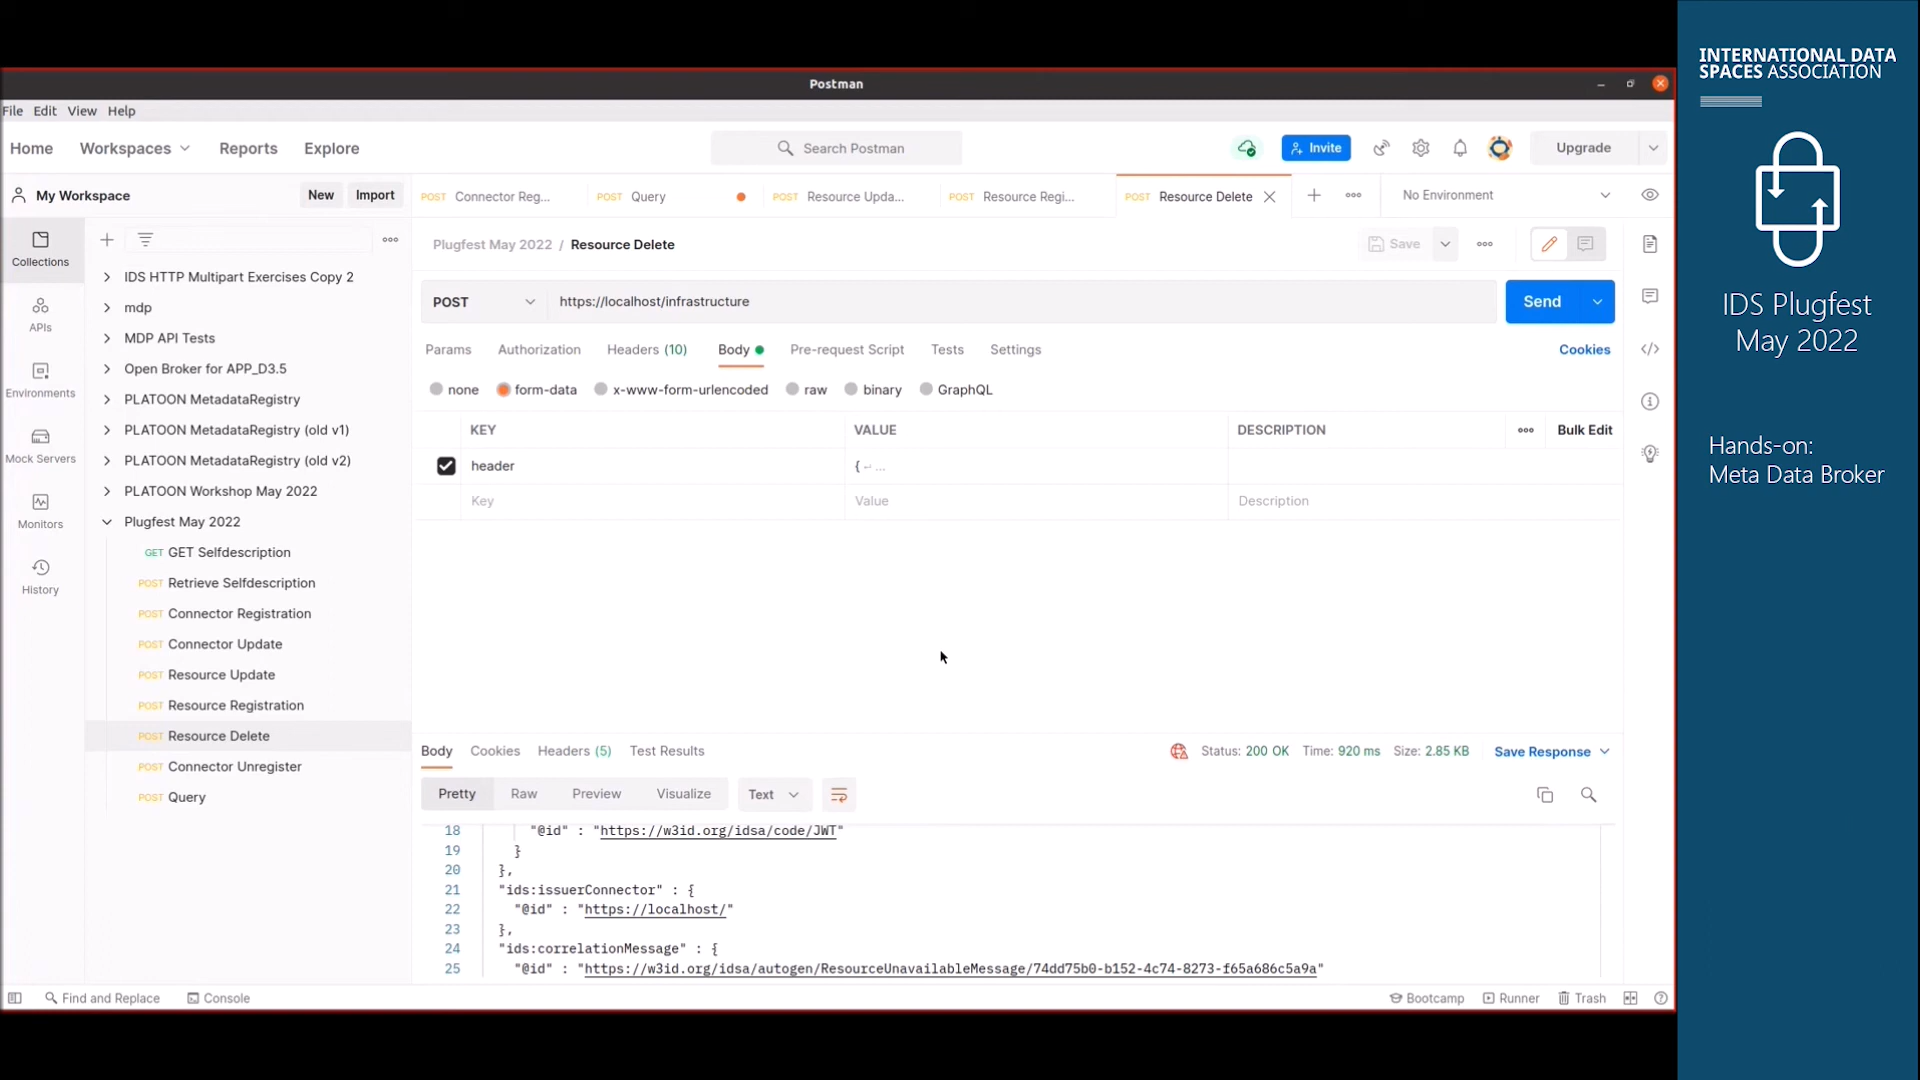 Postman
File Edit View Help
Home Workspaces Reports Explore Search Postman Invite Upgrade
My Workspace New Import
POST Connector Reg... POST Query POST Resource Upda... POST Resource Regi... POST Resource Delete No Environment
Collections
APIs
Environments
Mock Servers
Monitors
History
IDS HTTP Multipart Exercises Copy 2
mdp
MDP API Tests
Open Broker for APP_D3.5
PLATOON MetadataRegistry
PLATOON MetadataRegistry (old v1)
PLATOON MetadataRegistry (old v2)
PLATOON Workshop May 2022
Plugfest May 2022
GET GET Selfdescription
POST Retrieve Selfdescription
POST Connector Registration
POST Connector Update
POST Resource Update
POST Resource Registration
POST Resource Delete
POST Connector Unregister
POST Query
Plugfest May 2022 / Resource Delete Save
POST https://localhost/infrastructure Send
Params Authorization Headers (10) Body Pre-request Script Tests Settings Cookies
none form-data x-www-form-urlencoded raw binary GraphQL
KEY VALUE DESCRIPTION Bulk Edit
header { ↵ ...
Key Value Description
Body Cookies Headers (5) Test Results Status: 200 OK Time: 920 ms Size: 2.85 KB Save Response
Pretty Raw Preview Visualize Text
18 "@id" : "https://w3id.org/idsa/code/JWT"
19 }
20 },
21 "ids:issuerConnector" : {
22 "@id" : "https://localhost/"
23 },
24 "ids:correlationMessage" : {
25 "@id" : "https://w3id.org/idsa/autogen/ResourceUnavailableMessage/74dd75b0-b152-4c74-8273-f65a686c5a9a"
Find and Replace Console Bootcamp Runner Trash
INTERNATIONAL DATA
SPACES ASSOCIATION
IDS Plugfest
May 2022
Hands-on:
Meta Data Broker